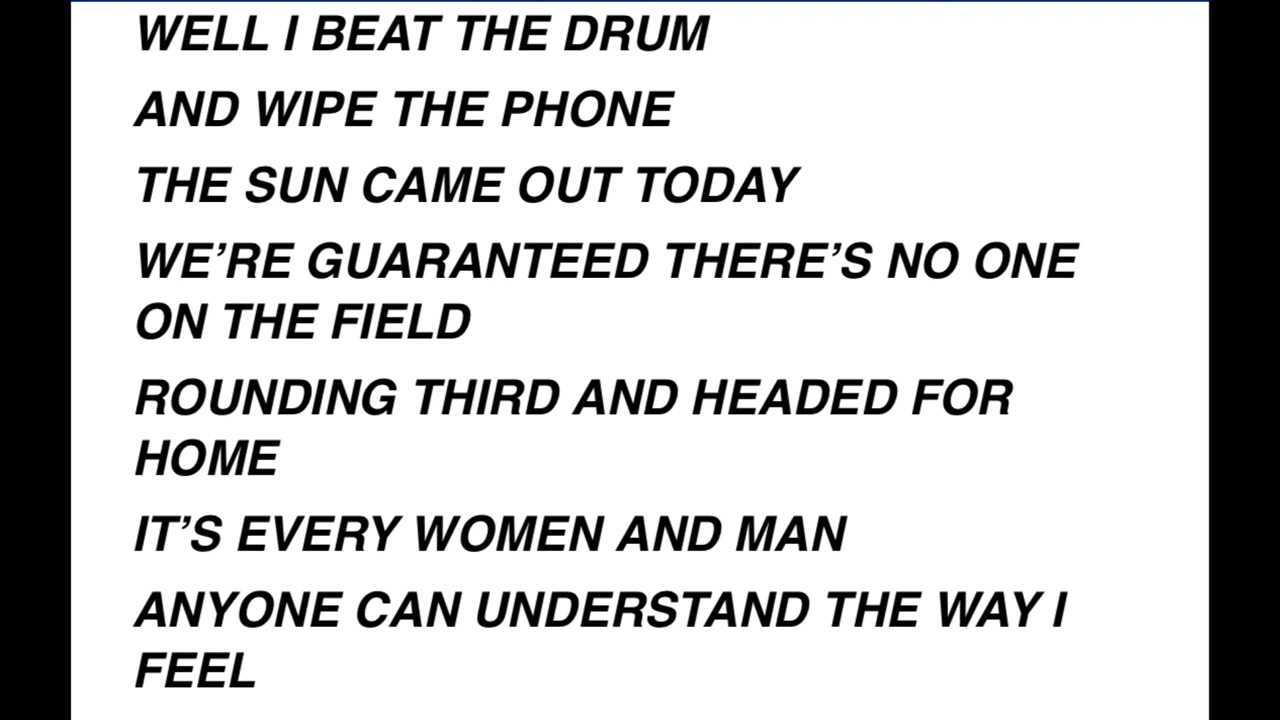 WELL I BEAT THE DRUM
AND WIPE THE PHONE
THE SUN CAME OUT TODAY
WE’RE GUARANTEED THERE’S NO ONE
ON THE FIELD
ROUNDING THIRD AND HEADED FOR
HOME
IT’S EVERY WOMEN AND MAN
ANYONE CAN UNDERSTAND THE WAY I
FEEL